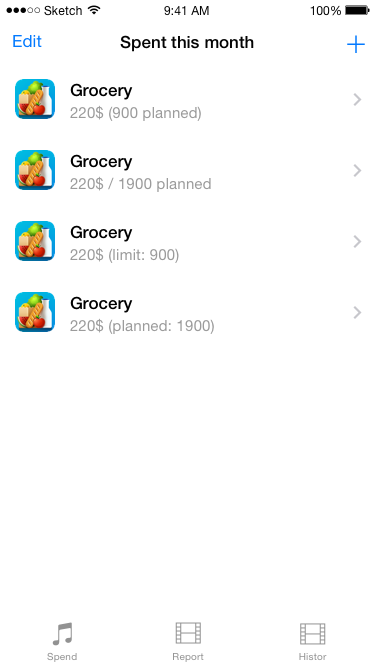 Sketch 9:41 AM 100%
Edit Spent this month +
Grocery
220$ (900 planned)
Grocery
220$ / 1900 planned
Grocery
220$ (limit: 900)
Grocery
220$ (planned: 1900)
Spend Report Histor